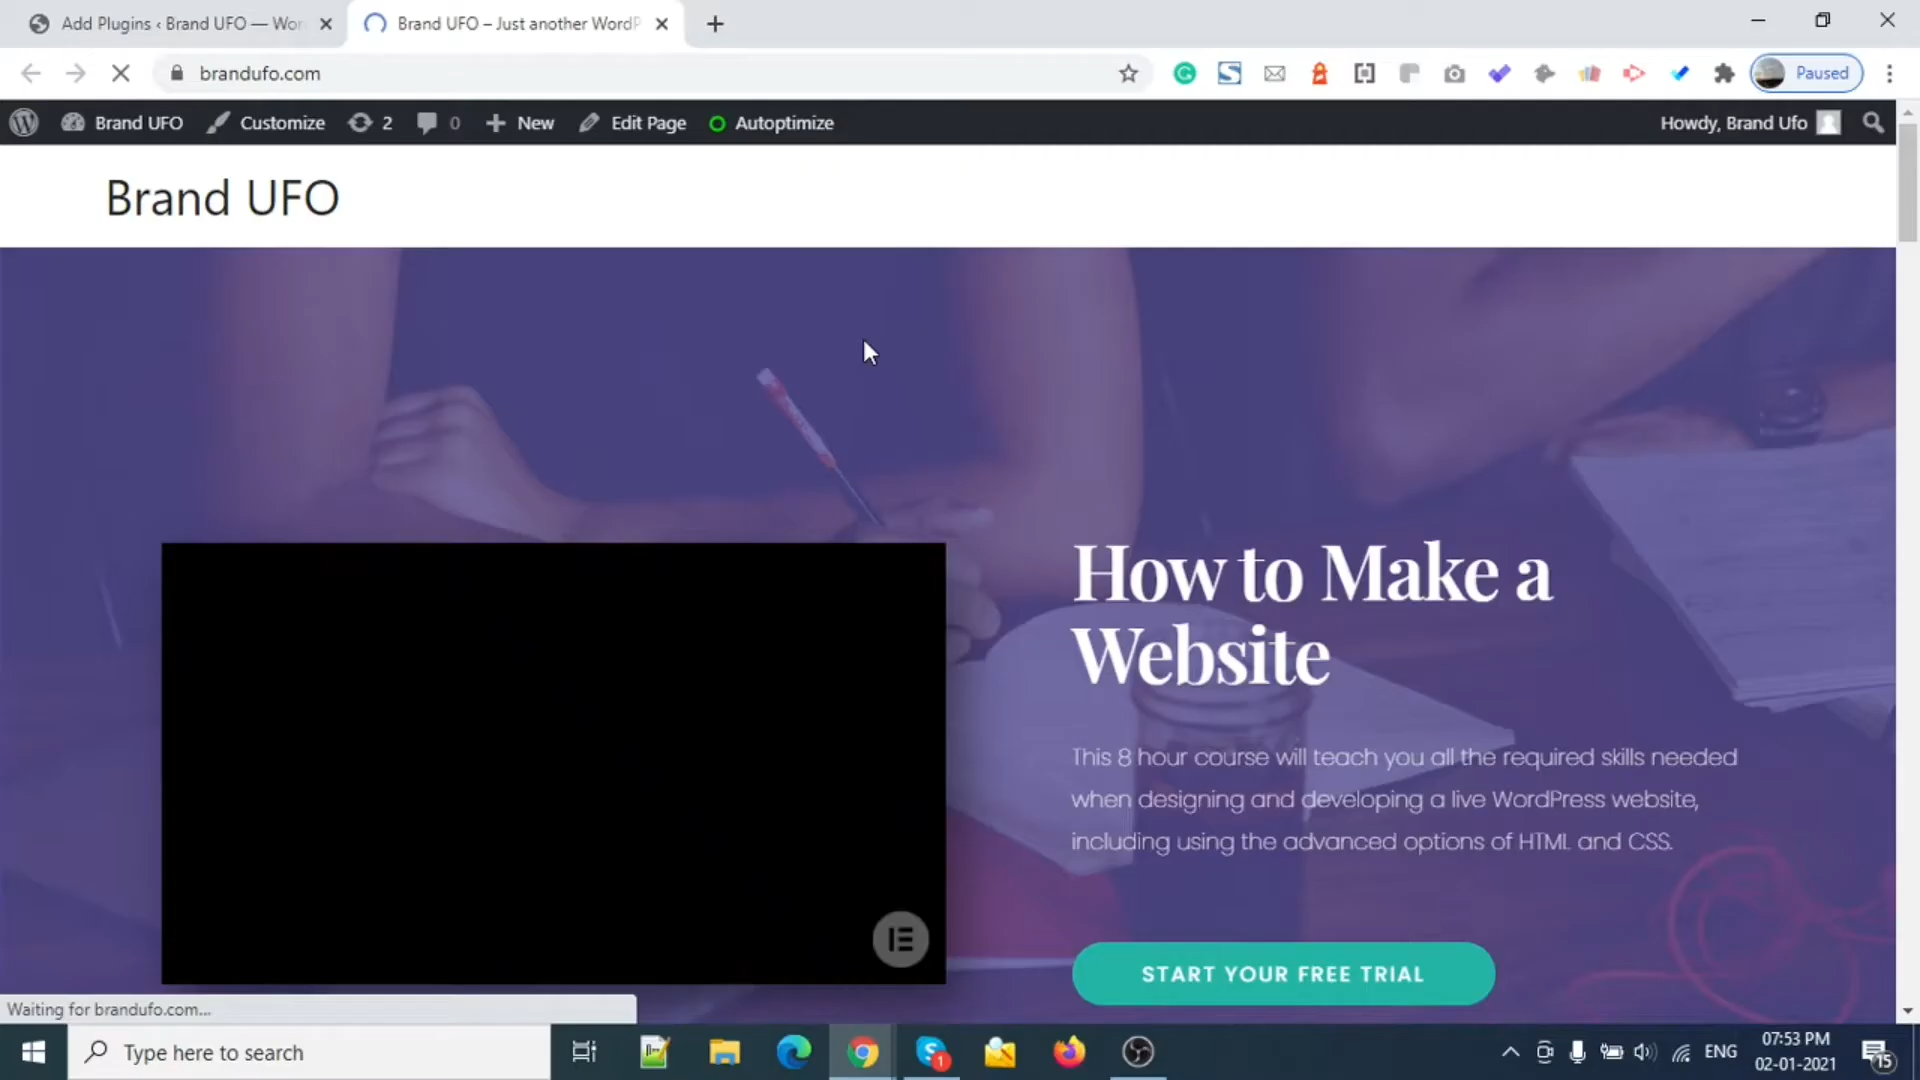 Add Plugins ‹ Brand UFO — Wor
Brand UFO – Just another WordP
brandufo.com
Paused
Brand UFO
Customize
2
0
New
Edit Page
Autoptimize
Howdy, Brand Ufo
Brand UFO
How to Make a
Website
This 8 hour course will teach you all the required skills needed
when designing and developing a live WordPress website,
including using the advanced options of HTML and CSS.
START YOUR FREE TRIAL
Waiting for brandufo.com...
Type here to search
1
ENG
07:53 PM
02-01-2021
15